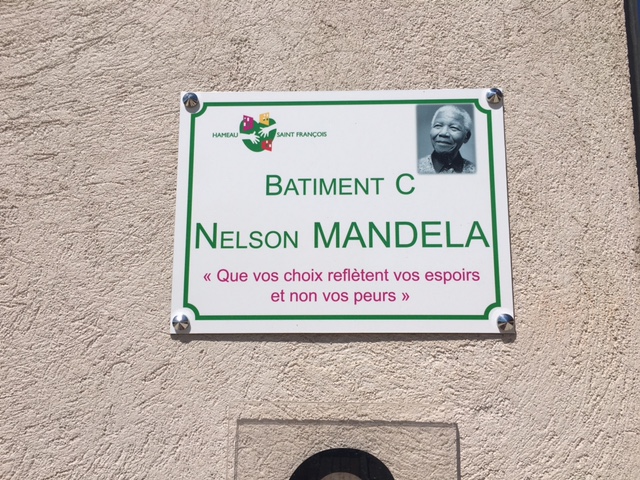 HAMEAU SAINT FRANÇOIS
BATIMENT C
NELSON MANDELA
« Que vos choix reflètent vos espoirs
et non vos peurs »